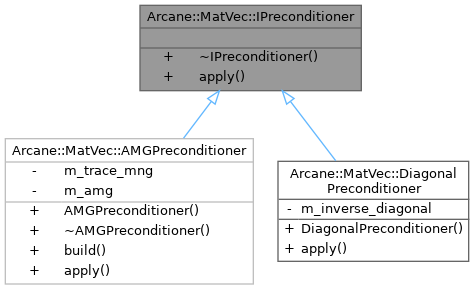 Arcane::MatVec::IPreconditioner
+ ~IPreconditioner()
+ apply()
Arcane::MatVec::AMGPreconditioner
- m_trace_mng
- m_amg
+ AMGPreconditioner()
+ ~AMGPreconditioner()
+ build()
+ apply()
Arcane::MatVec::Diagonal
Preconditioner
- m_inverse_diagonal
+ DiagonalPreconditioner()
+ apply()